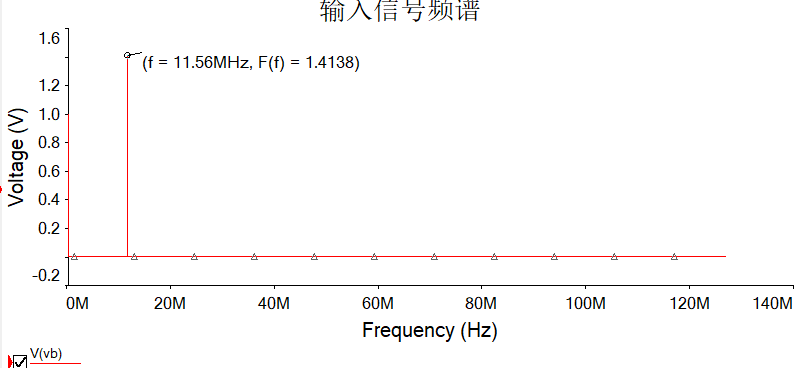 输入信号频谱
1.6
(f = 11.56MHz, F(f) = 1.4138)
1.2
1.0
0.8
0.6
0.4
0.2
-0.2
Voltage (V)
0M 20M 40M 60M 80M 100M 120M 140M
Frequency (Hz)
V(vb)